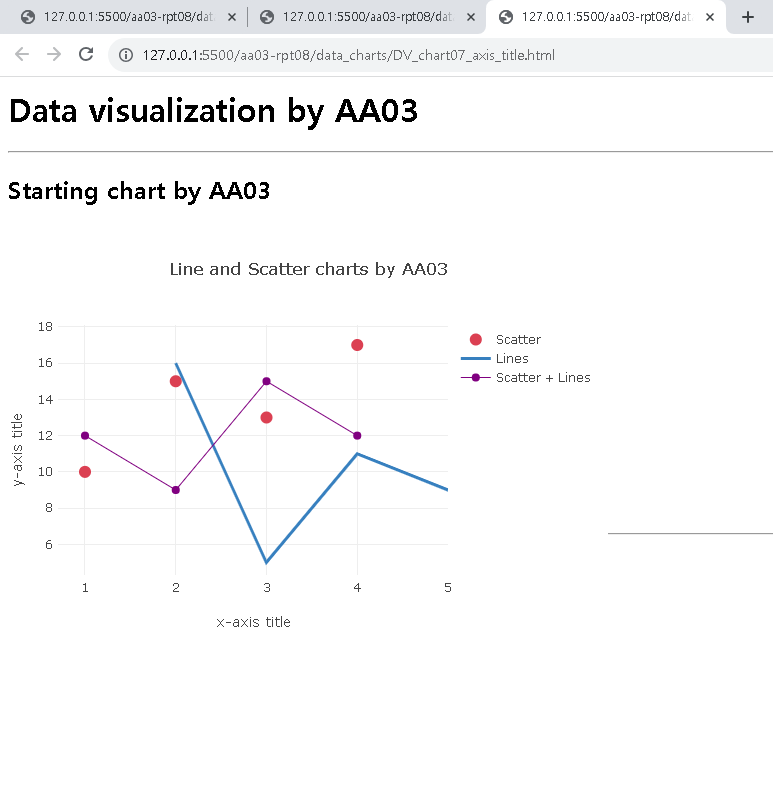 127.0.0.1:5500/aa03-rpt08/dat
127.0.0.1:5500/aa03-rpt08/dat
127.0.0.1:5500/aa03-rpt08/dat
127.0.0.1:5500/aa03-rpt08/data_charts/DV_chart07_axis_title.html
Data visualization by AA03
Starting chart by AA03
Line and Scatter charts by AA03
18
16
14
12
10
8
6
y-axis title
1 2 3 4 5
x-axis title
Scatter
Lines
Scatter + Lines